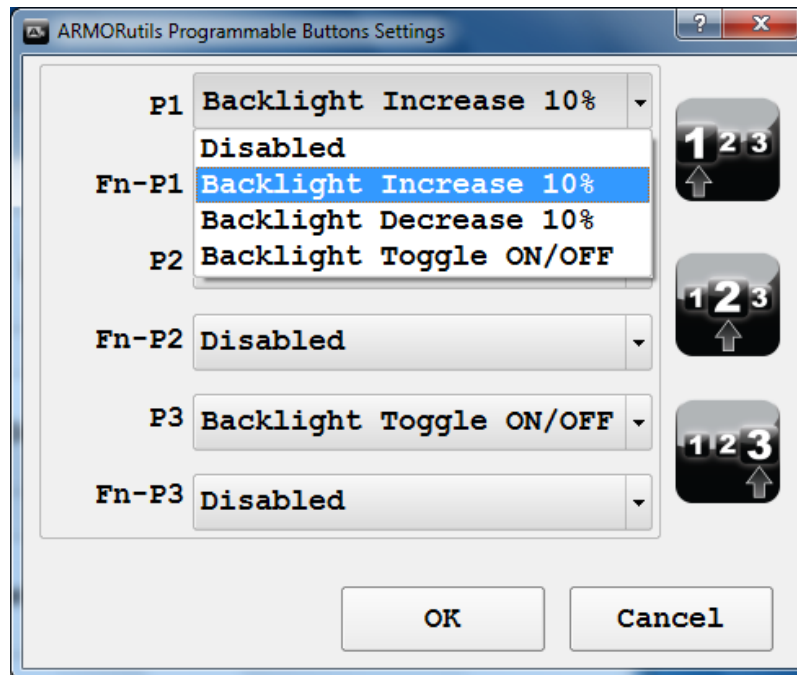 ARMORutils Programmable Buttons Settings
P1 Backlight Increase 10%
Disabled
Fn-P1 Backlight Increase 10%
Backlight Decrease 10%
P2 Backlight Toggle ON/OFF
Fn-P2 Disabled
P3 Backlight Toggle ON/OFF
Fn-P3 Disabled
1 2 3
1 2 3
1 2 3
OK Cancel